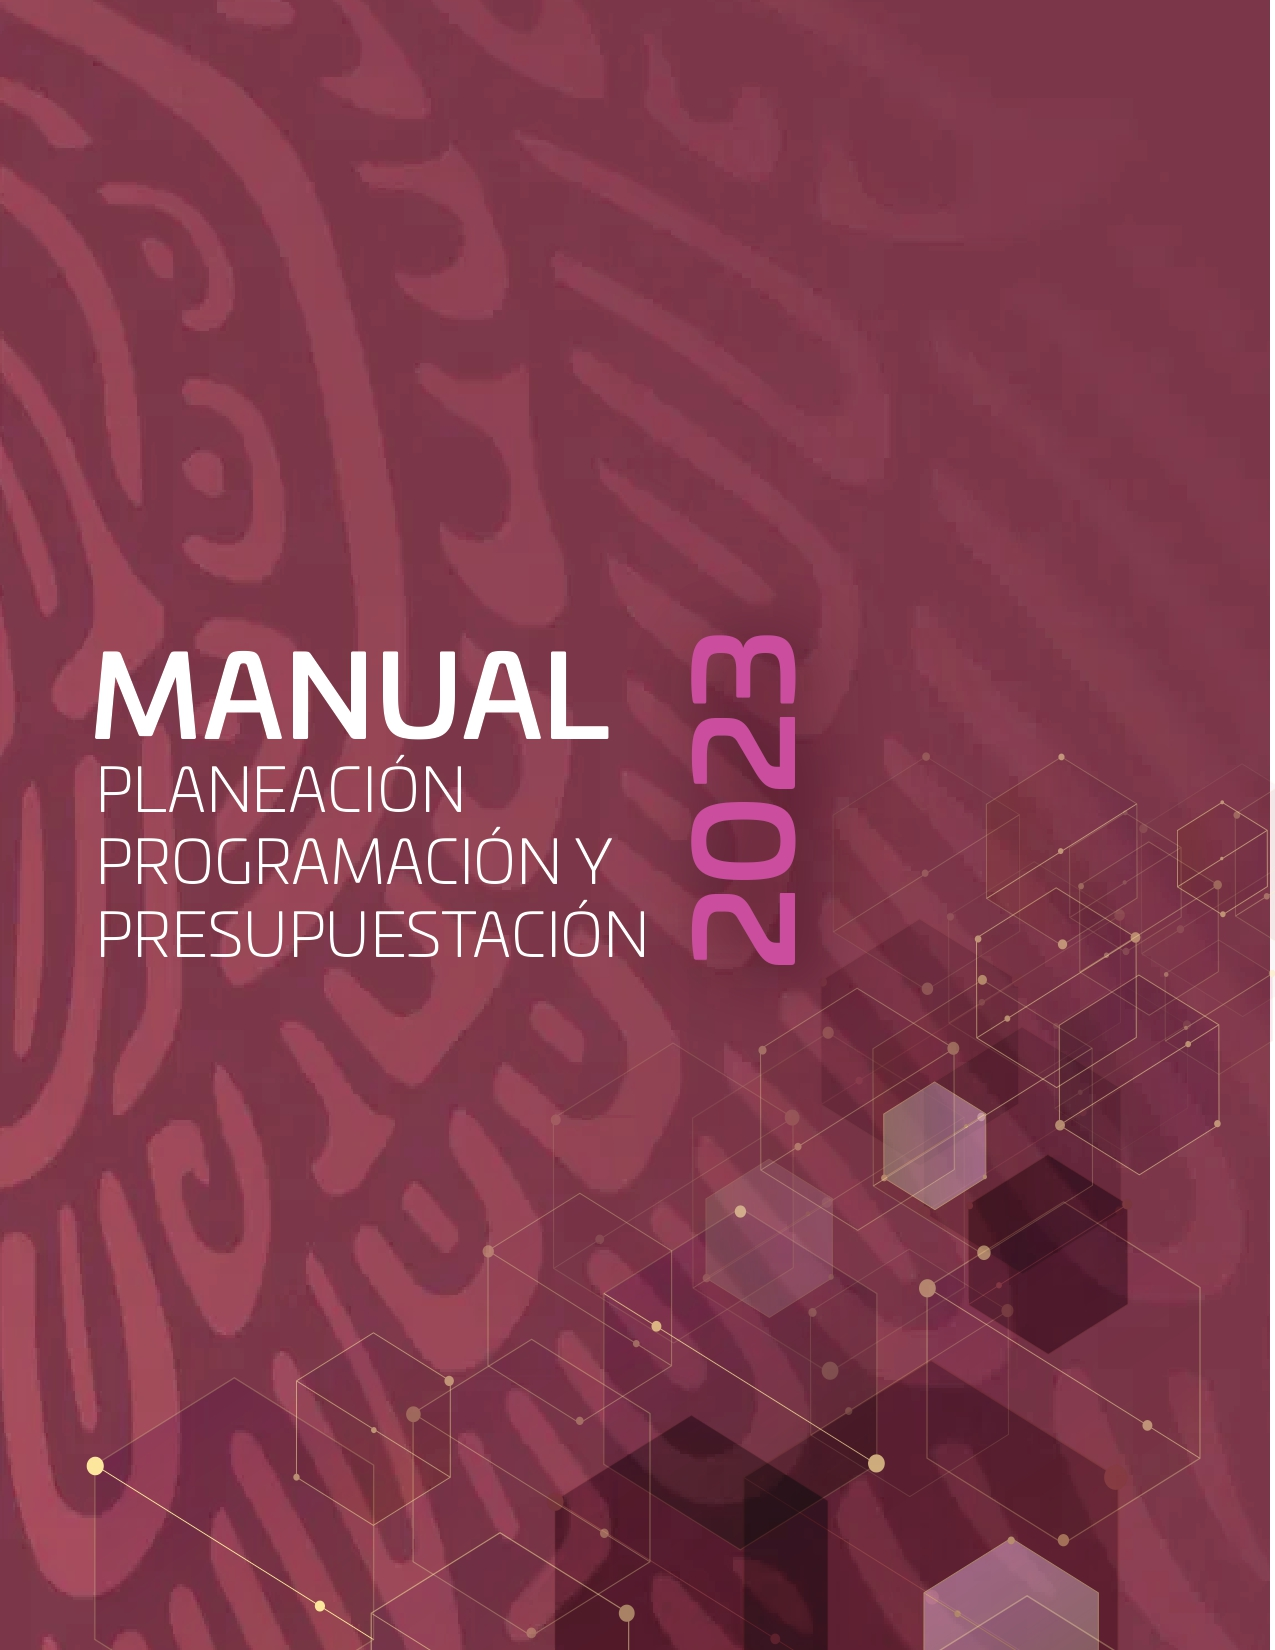 MANUAL
PLANEACIÓN
PROGRAMACIÓN Y
PRESUPUESTACIÓN
2023